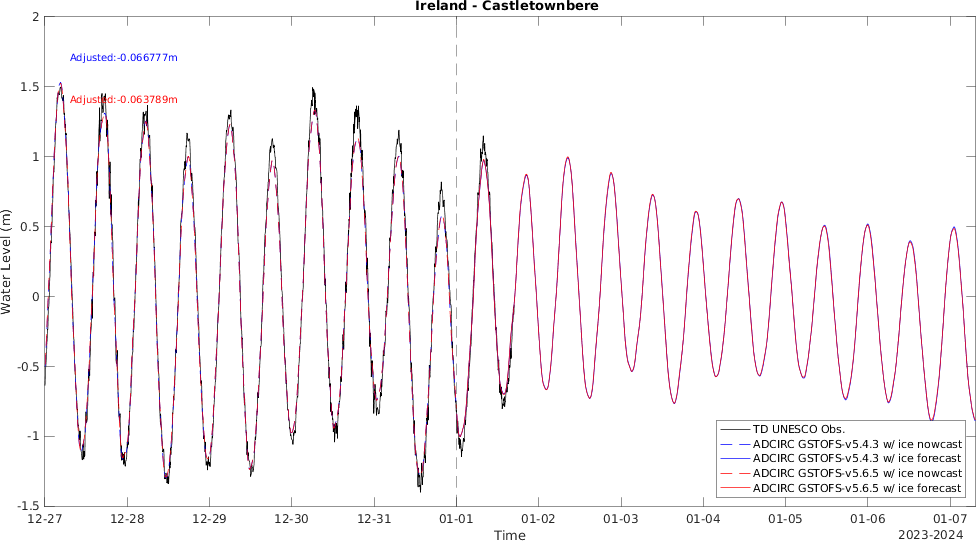 Ireland - Castletownbere
2
1.5
1
0.5
0
-0.5
-1
-1.5
Water Level (m)
Adjusted:-0.066777m
Adjusted:-0.063789m
TD UNESCO Obs.
ADCIRC GSTOFS-v5.4.3 w/ ice nowcast
ADCIRC GSTOFS-v5.4.3 w/ ice forecast
ADCIRC GSTOFS-v5.6.5 w/ ice nowcast
ADCIRC GSTOFS-v5.6.5 w/ ice forecast
12-27 12-28 12-29 12-30 12-31 01-01 01-02 01-03 01-04 01-05 01-06 01-07
Time
2023-2024